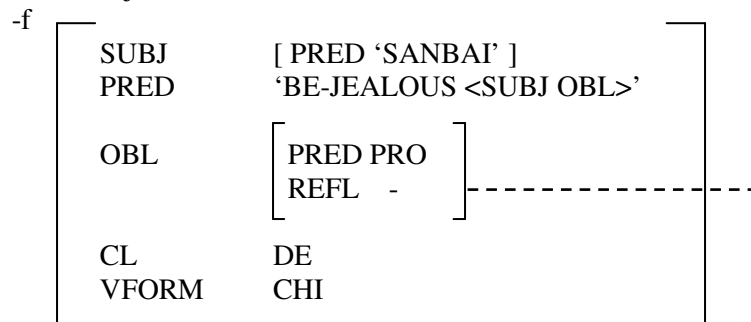 -f
SUBJ [ PRED ‘SANBAI’ ]
PRED ‘BE-JEALOUS <SUBJ OBL>’
OBL PRED PRO
REFL -
CL DE
VFORM CHI